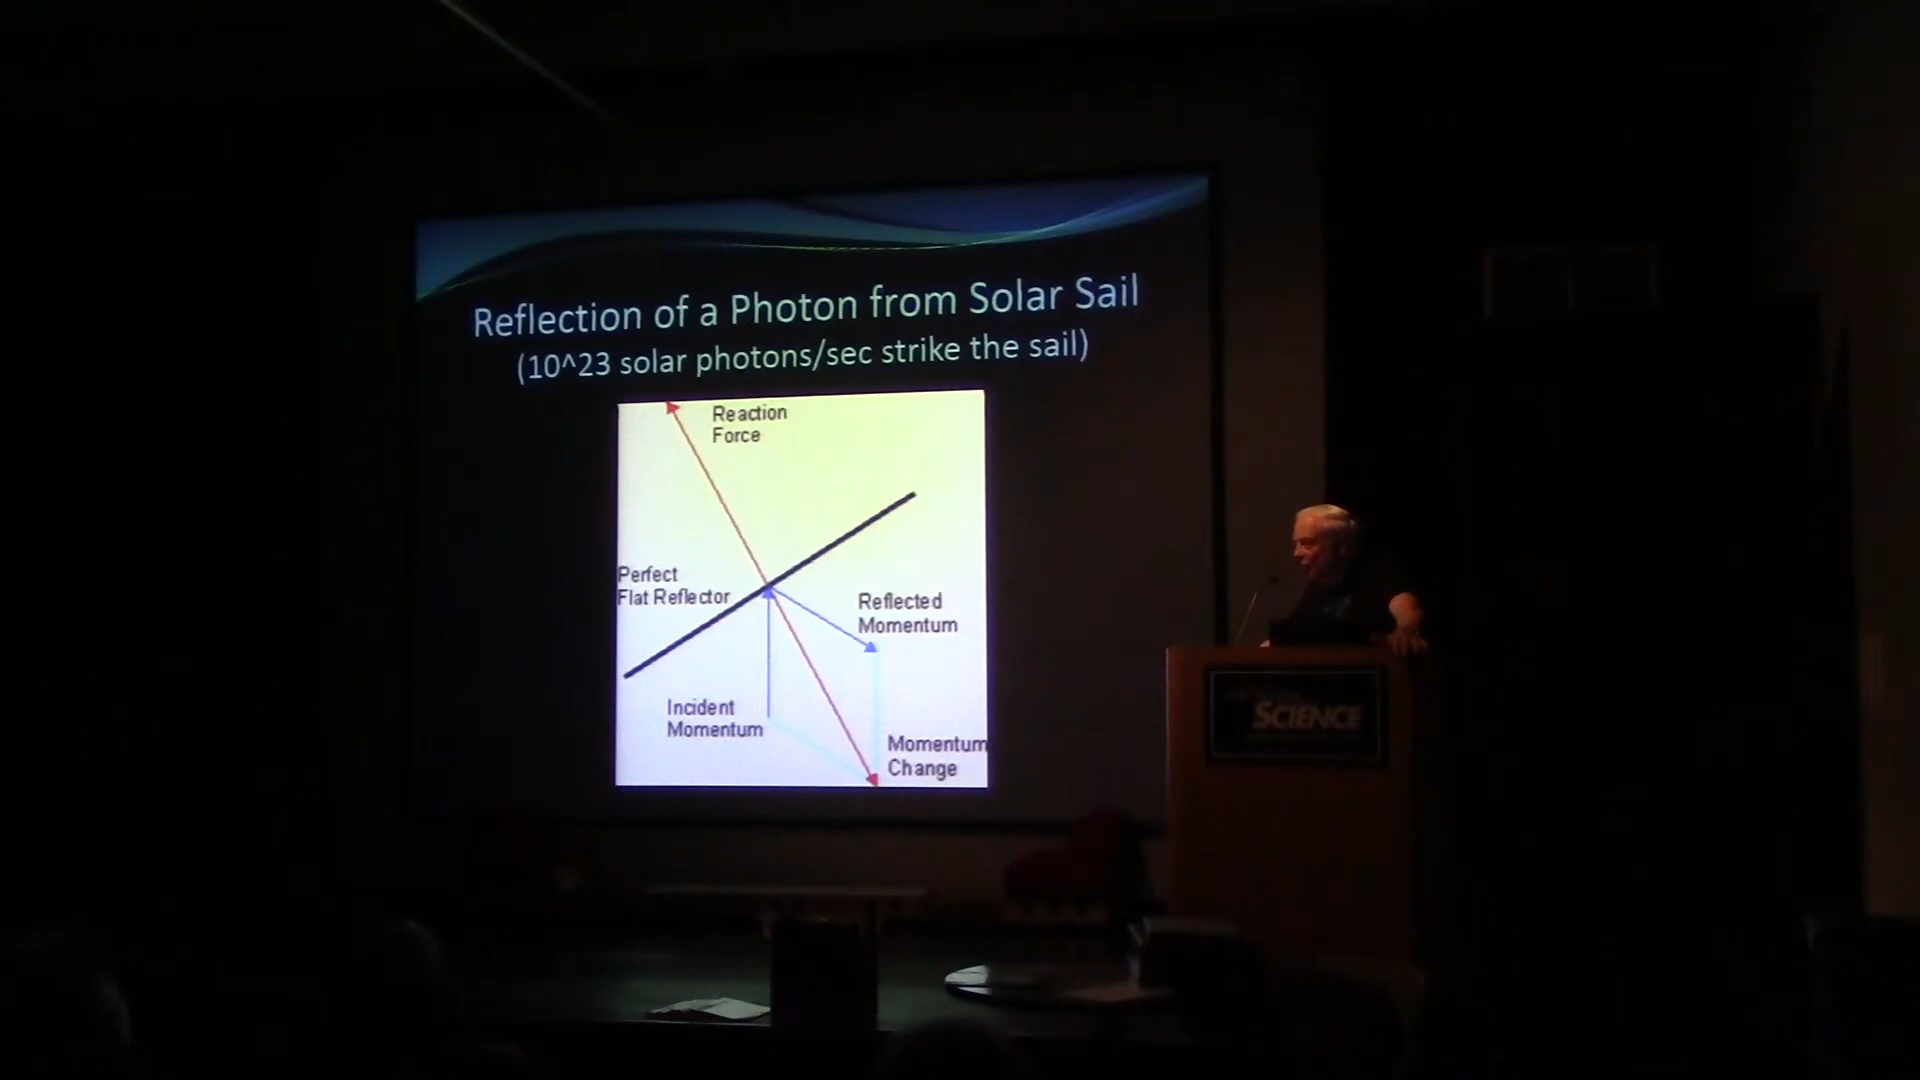 Reflection of a Photon from Solar Sail
(10^23 solar photons/sec strike the sail)
Reaction
Force
Perfect
Flat Reflector
Reflected
Momentum
Incident
Momentum
Momentum
Change
SCIENCE